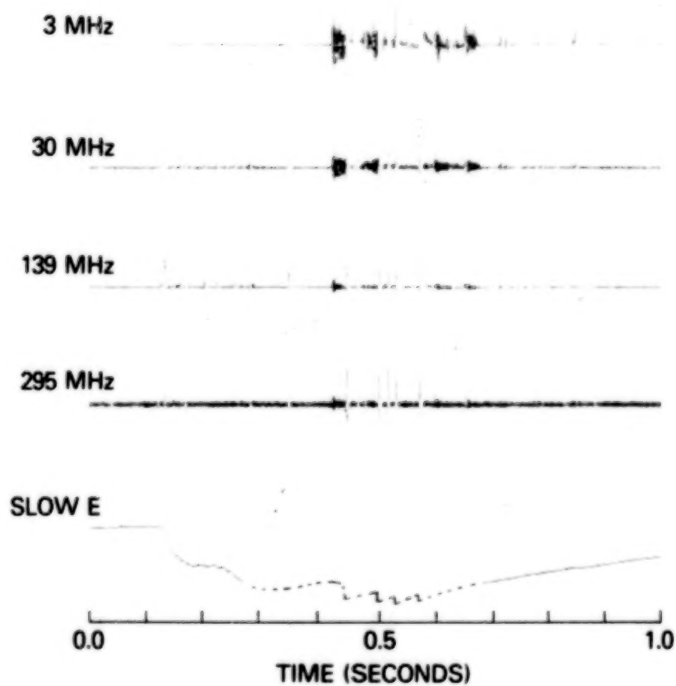 3 MHz
30 MHz
139 MHz
295 MHz
SLOW E
0.0 0.5 1.0
TIME (SECONDS)